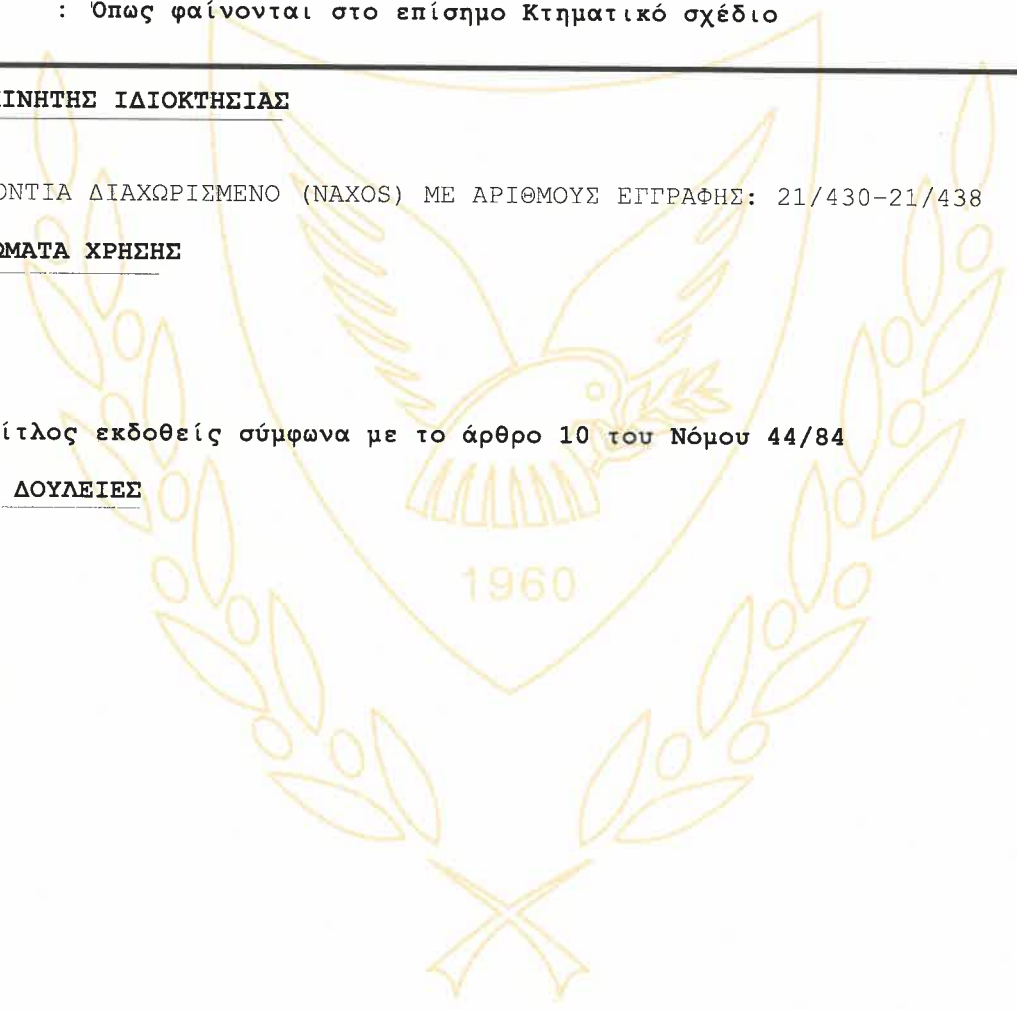 : Όπως φαίνονται στο επίσημο Κτηματικό σχέδιο
ΙΝΗΤΗΣ ΙΔΙΟΚΤΗΣΙΑΣ
ΟΝΤΙΑ ΔΙΑΧΩΡΙΣΜΕΝΟ (NAXOS) ΜΕ ΑΡΙΘΜΟΥΣ ΕΓΓΡΑΦΗΣ: 21/430-21/438
ΩΜΑΤΑ ΧΡΗΣΗΣ
ίτλος εκδοθείς σύμφωνα με το άρθρο 10 του Νόμου 44/84
ΔΟΥΛΕΙΕΣ
1960